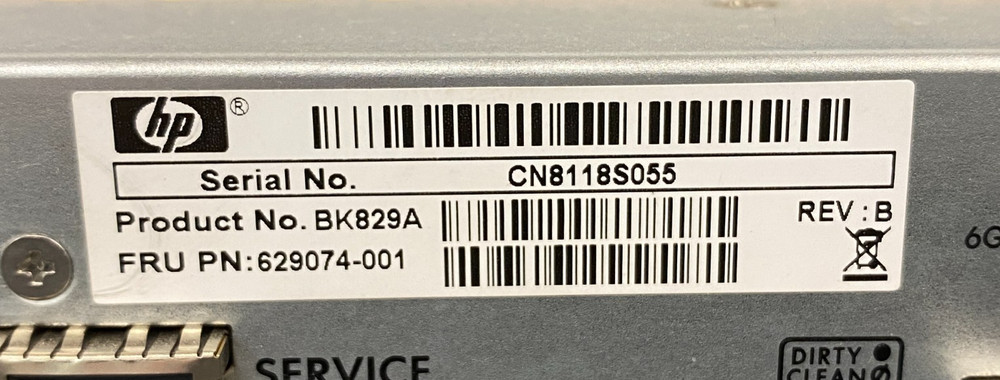 hp ®
Serial No. CN8118S055
Product No. BK829A
REV : B
FRU PN:629074-001
6G
SERVICE
DIRTY
CLEAN